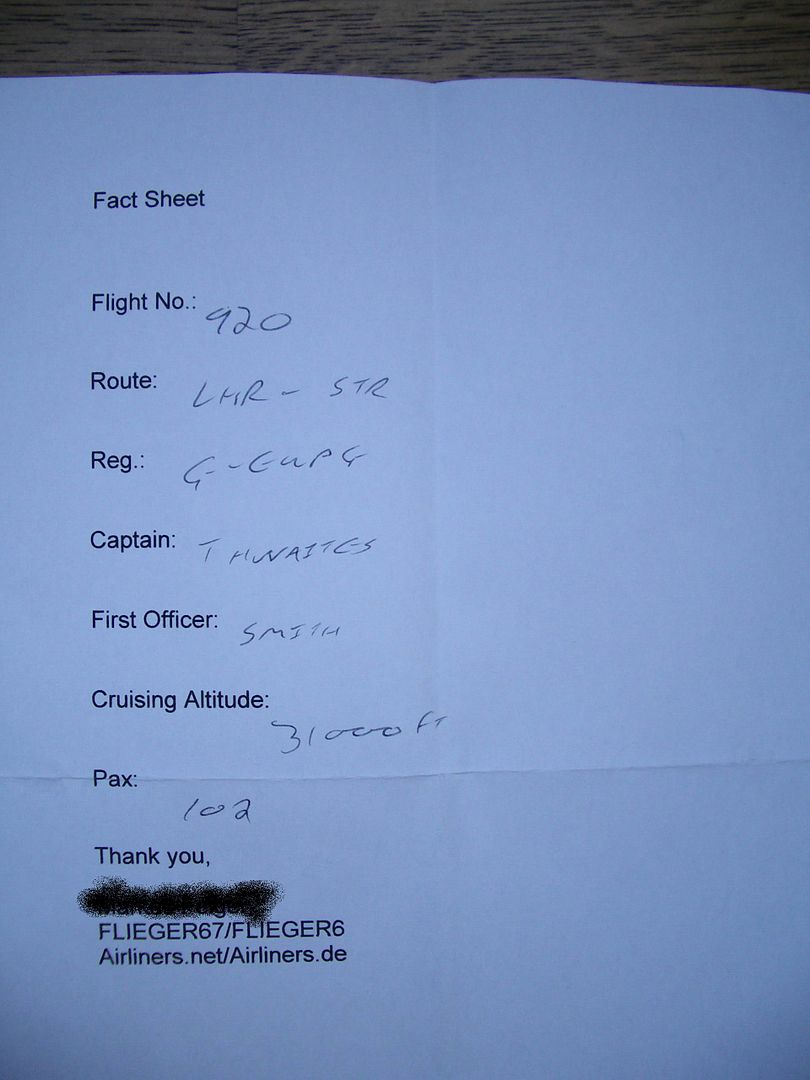 Fact Sheet
Flight No.: 920
Route: LHR - STR
Reg.: G-EUPG
Captain: THWAITES
First Officer: SMITH
Cruising Altitude: 31000 FT
Pax: 102
Thank you,
FLIEGER67/FLIEGER6
Airliners.net/Airliners.de